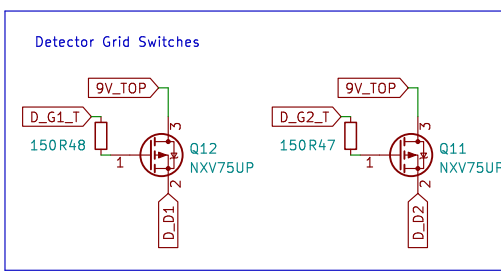 Detector Grid Switches
9V_TOP
D_G1_T
150R48
1
3
Q12
NXV75UP
2
D_D1
9V_TOP
D_G2_T
150R47
1
3
Q11
NXV75UP
2
D_D2